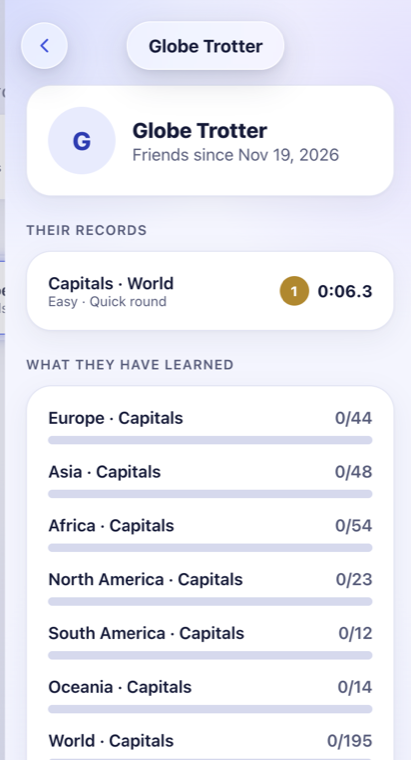 Globe Trotter
G
Globe Trotter
Friends since Nov 19, 2026
THEIR RECORDS
Capitals · World
Easy · Quick round
1 0:06.3
WHAT THEY HAVE LEARNED
Europe · Capitals 0/44
Asia · Capitals 0/48
Africa · Capitals 0/54
North America · Capitals 0/23
South America · Capitals 0/12
Oceania · Capitals 0/14
World · Capitals 0/195